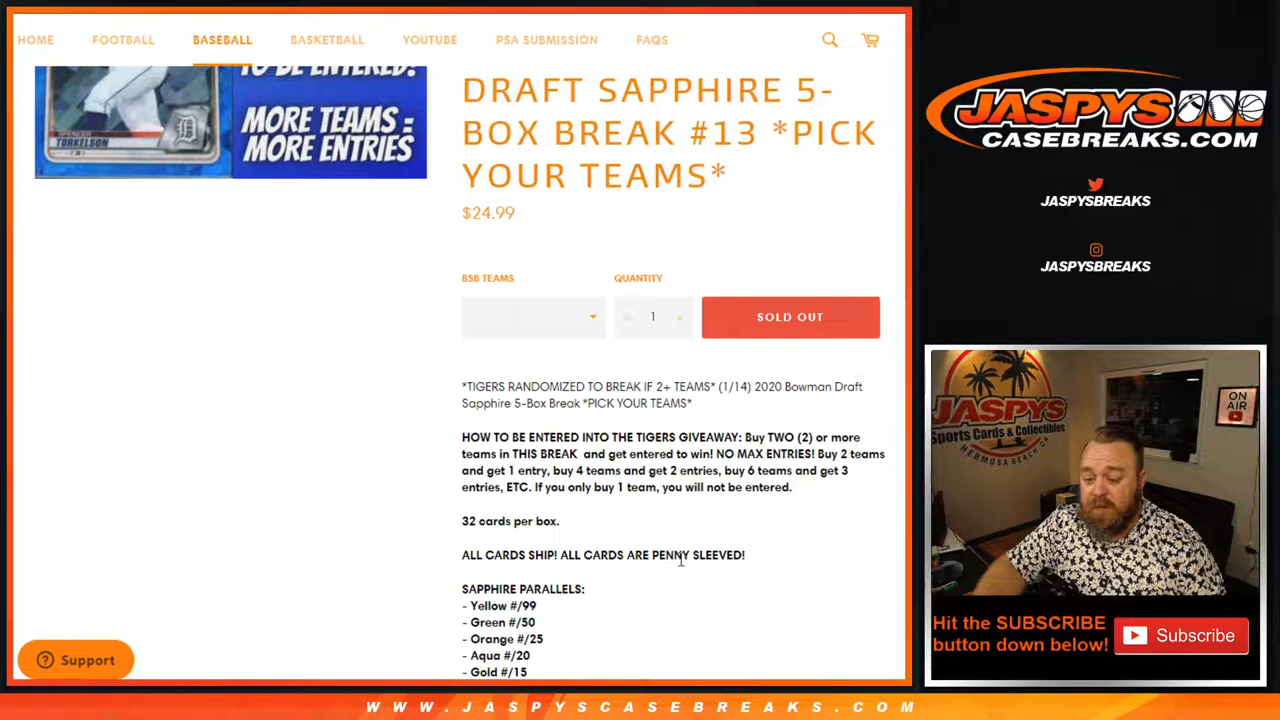 HOME FOOTBALL BASEBALL BASKETBALL YOUTUBE PSA SUBMISSION FAQS
TO BE ENTERED:
MORE TEAMS =
MORE ENTRIES
SPENCER
TORKELSON
DRAFT SAPPHIRE 5-
BOX BREAK #13 *PICK
YOUR TEAMS*
$24.99
BSB TEAMS QUANTITY
1
SOLD OUT
*TIGERS RANDOMIZED TO BREAK IF 2+ TEAMS* (1/14) 2020 Bowman Draft
Sapphire 5-Box Break *PICK YOUR TEAMS*
HOW TO BE ENTERED INTO THE TIGERS GIVEAWAY: Buy TWO (2) or more
teams in THIS BREAK and get entered to win! NO MAX ENTRIES! Buy 2 teams
and get 1 entry, buy 4 teams and get 2 entries, buy 6 teams and get 3
entries, ETC. If you only buy 1 team, you will not be entered.
32 cards per box.
ALL CARDS SHIP! ALL CARDS ARE PENNY SLEEVED!
SAPPHIRE PARALLELS:
- Yellow #/99
- Green #/50
- Orange #/25
- Aqua #/20
- Gold #/15
Support
JASPYS
CASEBREAKS.COM
JASPYSBREAKS
JASPYSBREAKS
JASPYS
Sports Cards & Collectibles
HERMOSA BEACH CA
ON
AIR
Hit the SUBSCRIBE
button down below!
Subscribe
WWW.JASPYSCASEBREAKS.COM